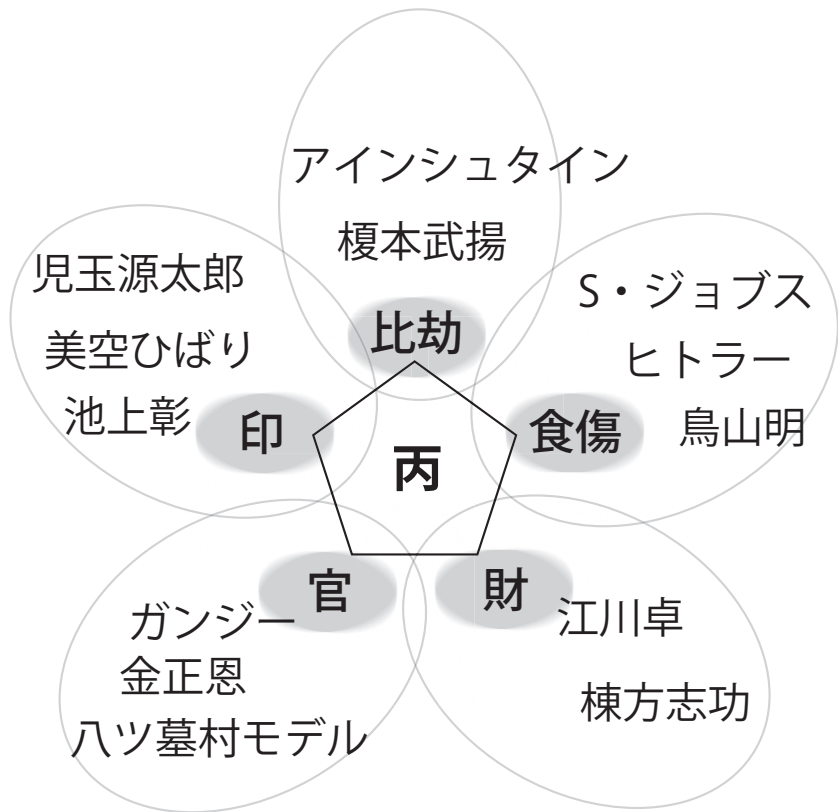 アインシュタイン
榎本武揚
比劫
児玉源太郎
美空ひばり
池上彰
印
S・ジョブス
ヒトラー
鳥山明
食傷
丙
官
ガンジー
金正恩
八ツ墓村モデル
財
江川卓
棟方志功